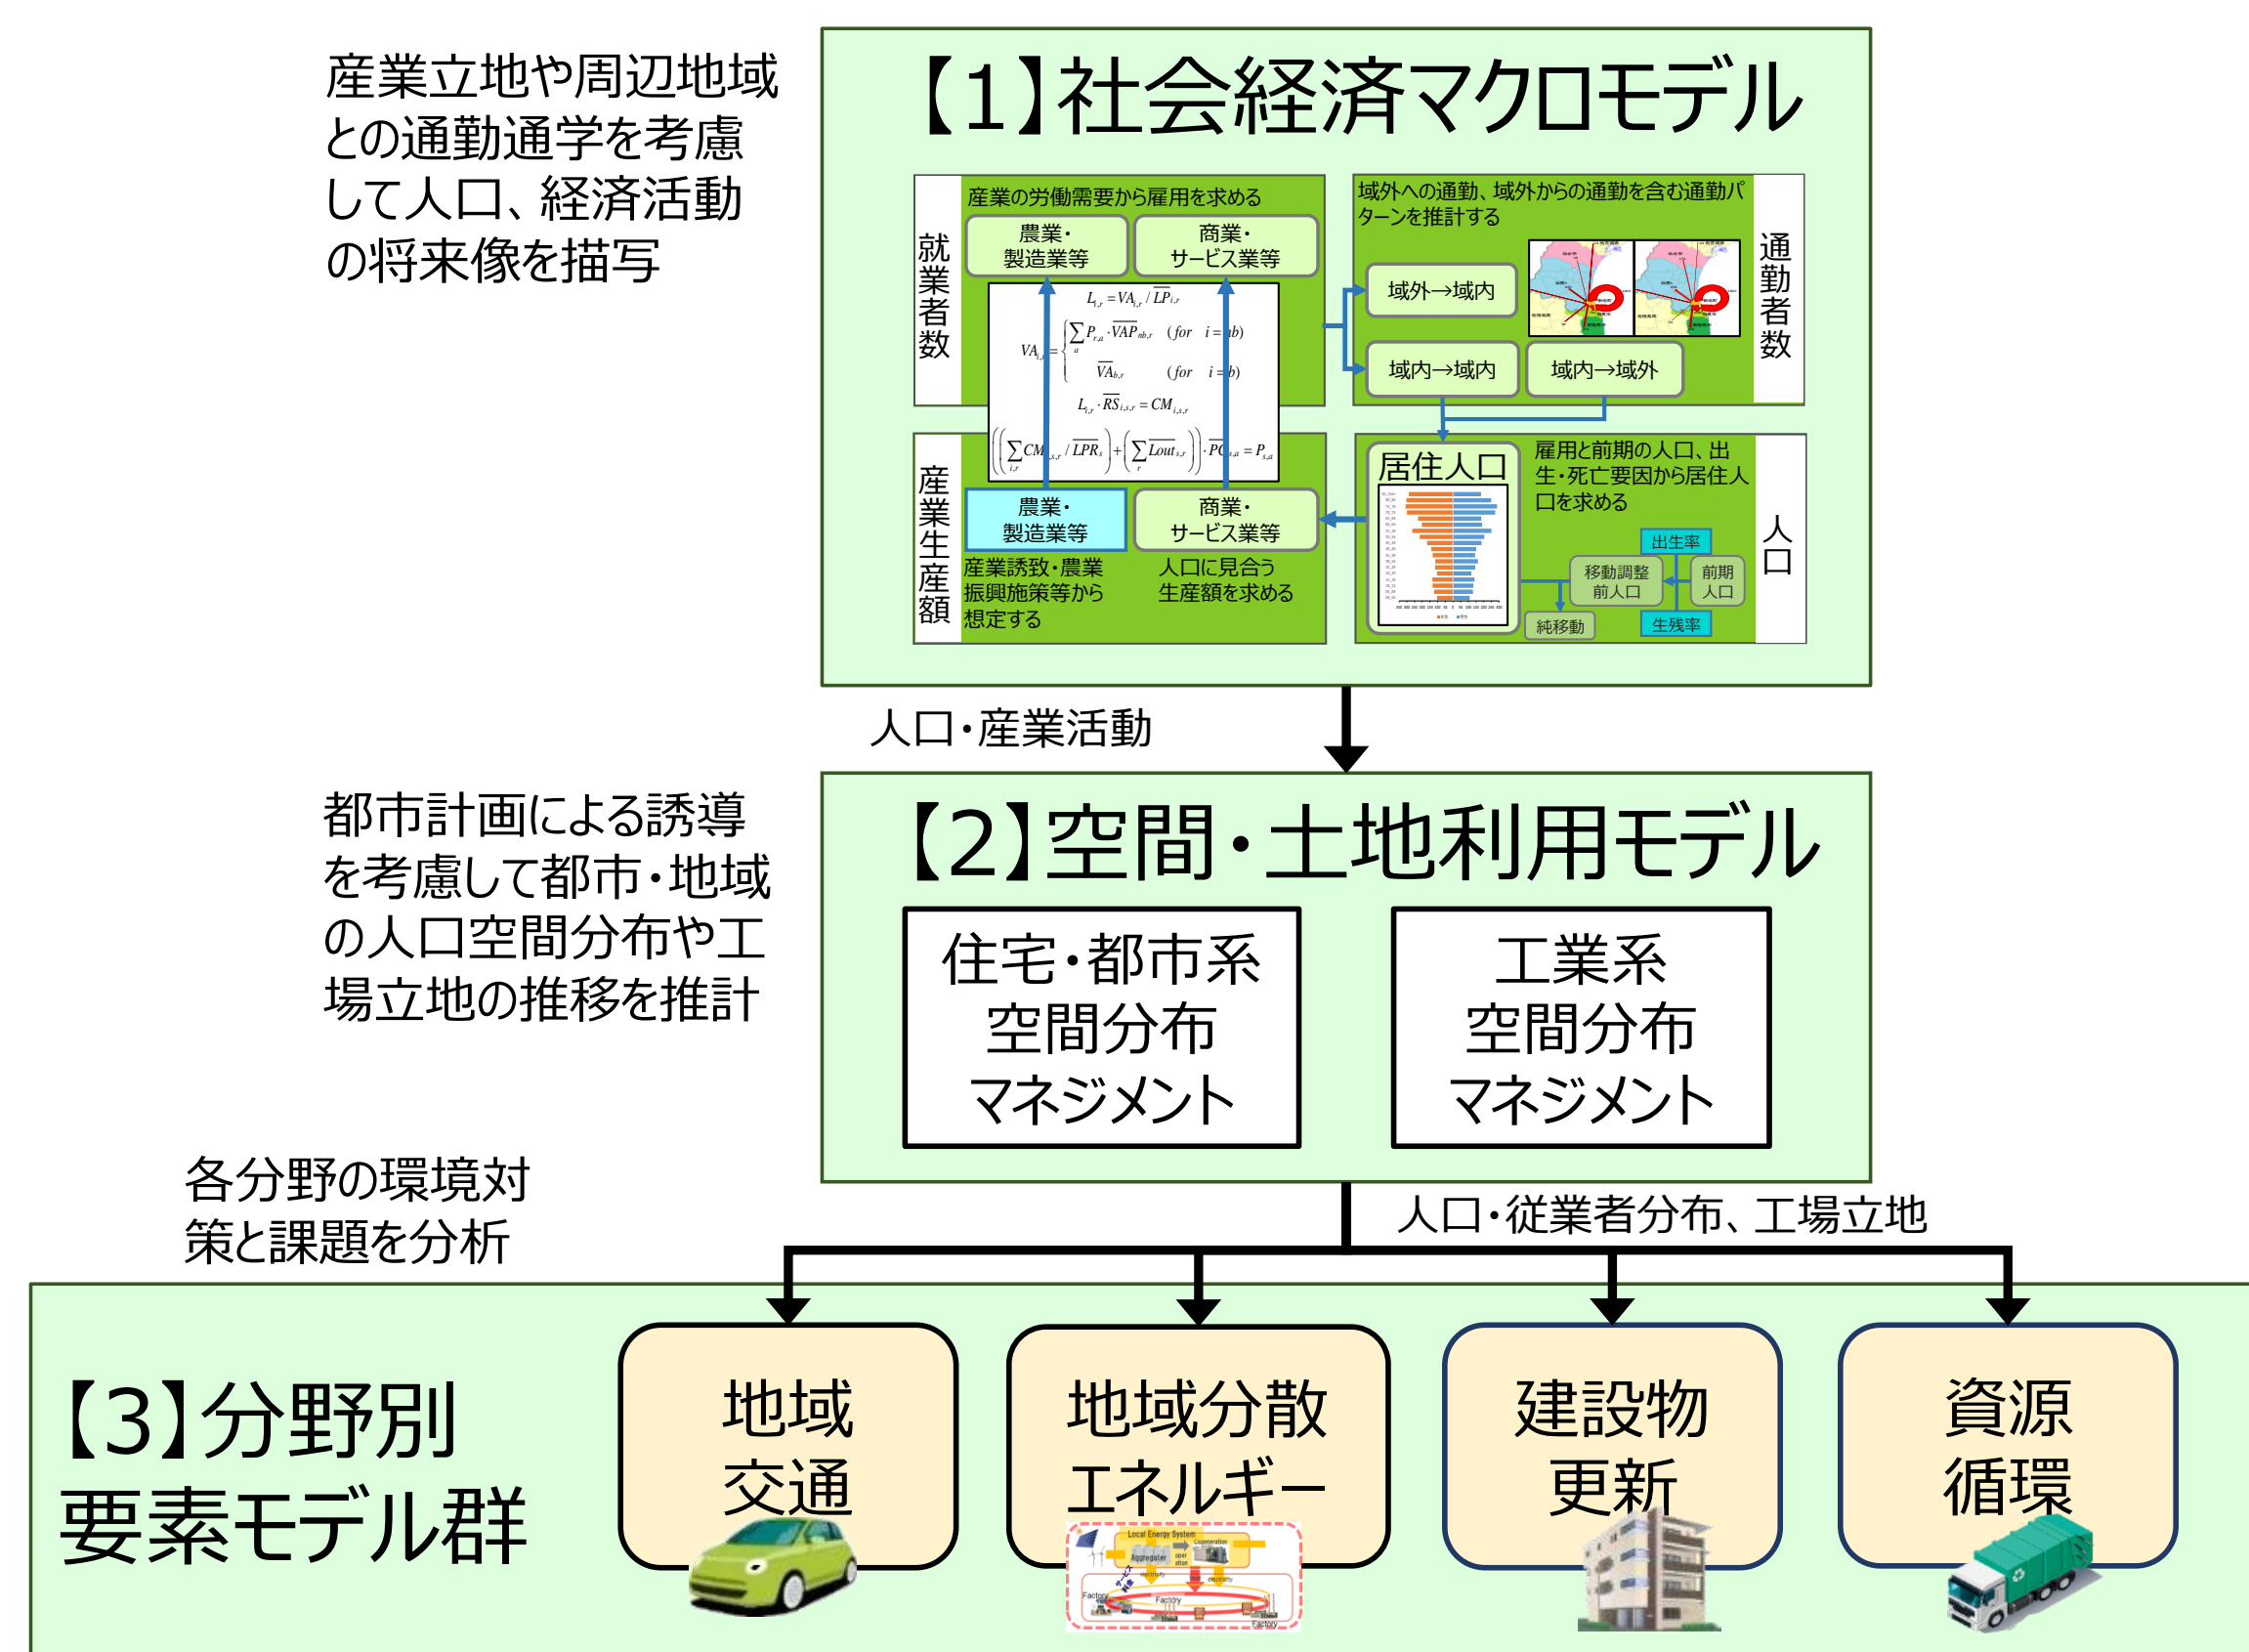 産業立地や周辺地域
との通勤通学を考慮
して人口、経済活動
の将来像を描写
【1】社会経済マクロモデル
就業者数
産業の労働需要から雇用を求める
農業・
製造業等
商業・
サービス業等
域外への通勤、域外からの通勤を含む通勤パ
ターンを推計する
域外→域内
域内→域内
域内→域外
通勤者数
産業生産額
農業・
製造業等
商業・
サービス業等
産業誘致・農業
振興施策等から
想定する
人口に見合う
生産額を求める
居住人口
雇用と前期の人口、出
生・死亡要因から居住人
口を求める
出生率
移動調整
前人口
前期
人口
純移動
生残率
人口
人口・産業活動
都市計画による誘導
を考慮して都市・地域
の人口空間分布や工
場立地の推移を推計
【2】空間・土地利用モデル
住宅・都市系
空間分布
マネジメント
工業系
空間分布
マネジメント
各分野の環境対
策と課題を分析
人口・従業者分布、工場立地
【3】分野別
要素モデル群
地域
交通
地域分散
エネルギー
Local Energy System
Aggregator
Cogeneration
electricity
electricity
Factory
Factory
Factory
建設物
更新
資源
循環